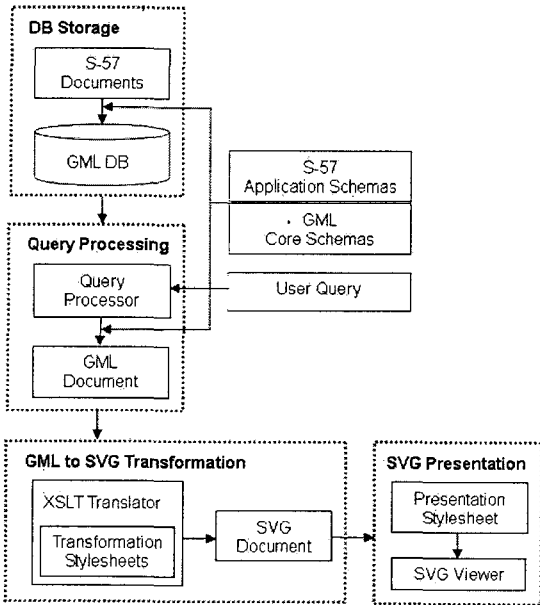 DB Storage
S-57
Documents
GML DB
S-57
Application Schemas
GML
Core Schemas
Query Processing
Query
Processor
User Query
GML
Document
GML to SVG Transformation
XSLT Translator
Transformation
Stylesheets
SVG
Document
SVG Presentation
Presentation
Stylesheet
SVG Viewer